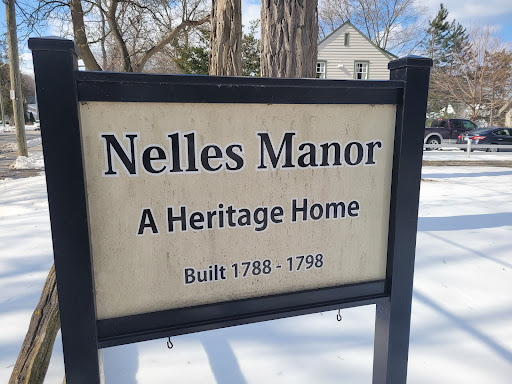 Nelles Manor
A Heritage Home
Built 1788 - 1798